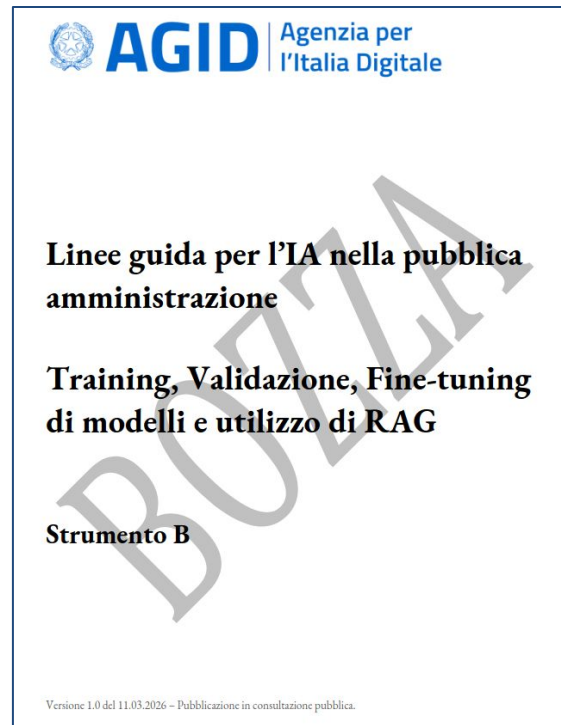 AGID Agenzia per
l'Italia Digitale
Linee guida per l'IA nella pubblica
amministrazione
Training, Validazione, Fine-tuning
di modelli e utilizzo di RAG
BOZZA
Strumento B
Versione 1.0 del 11.03.2026 – Pubblicazione in consultazione pubblica.